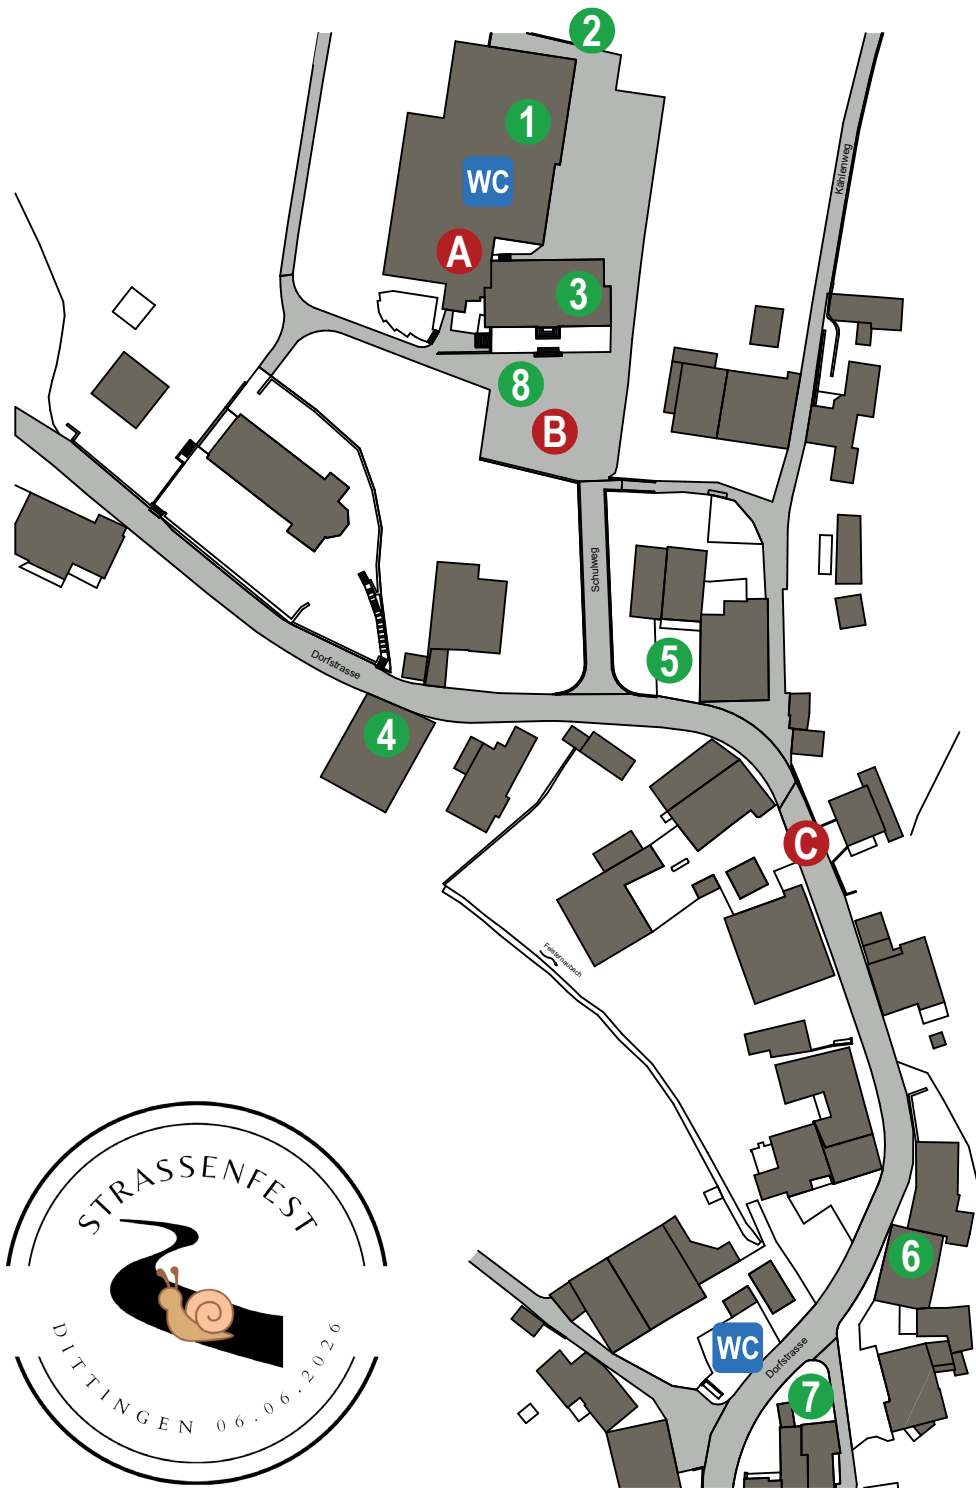 2
1
WC
Kählenweg
A
3
8
B
Schulweg
5
Dorfstrasse
4
C
Felsternaubach
STRASSENFEST
6
DITTINGEN 06.06.2026
WC
Dorfstrasse
7